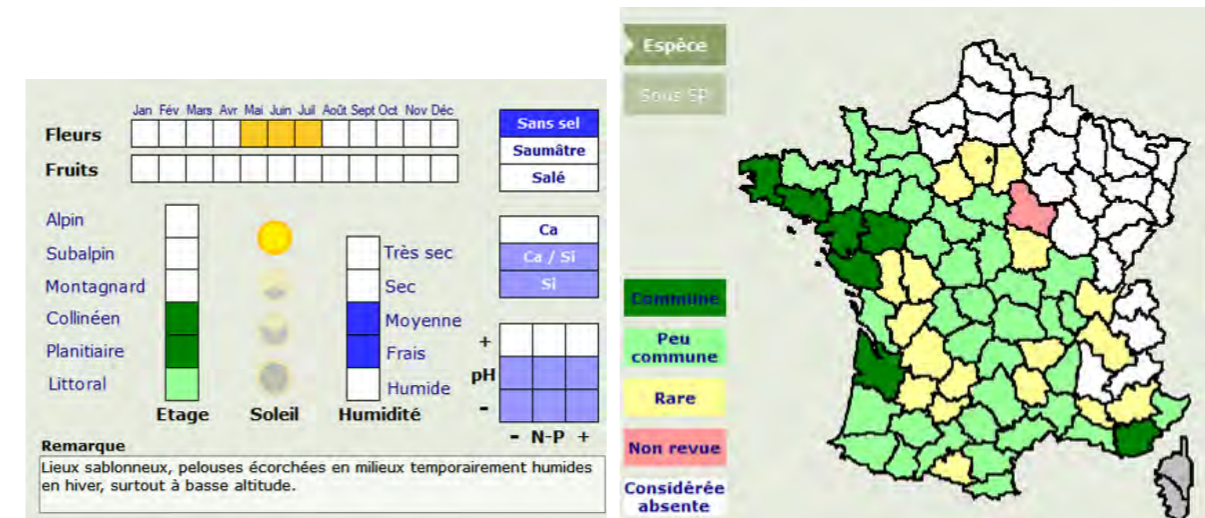 Jan Fév Mars Avr Mai Juin Juil Août Sept Oct Nov Déc
Fleurs
Fruits
Sans sel
Saumâtre
Salé
Alpin
Subalpin
Montagnard
Collinéen
Planitiaire
Littoral
Etage
Soleil
Très sec
Sec
Moyenne
Frais
Humide
Humidité
Ca
Ca / Si
Si
+
pH
-
- N-P +
Remarque
Lieux sablonneux, pelouses écorchées en milieux temporairement humides
en hiver, surtout à basse altitude.
Espèce
Sous SP
Commune
Peu
commune
Rare
Non revue
Considérée
absente